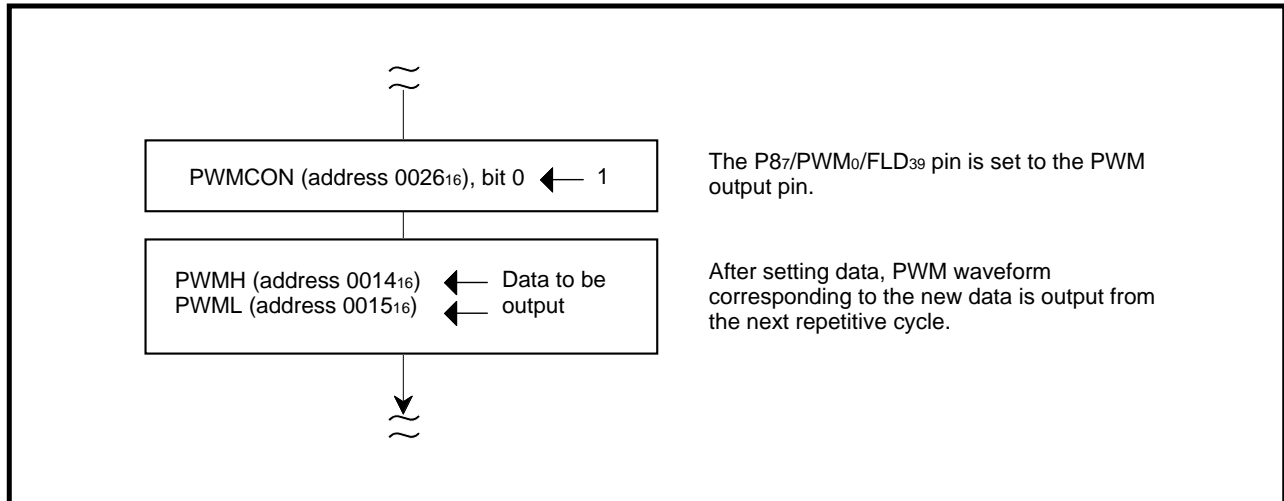 PWMCON (address 0026₁₆), bit 0 ← 1
The P8₇/PWM₀/FLD₃₉ pin is set to the PWM
output pin.
PWMH (address 0014₁₆) ← Data to be
PWML (address 0015₁₆) ← output
After setting data, PWM waveform
corresponding to the new data is output from
the next repetitive cycle.